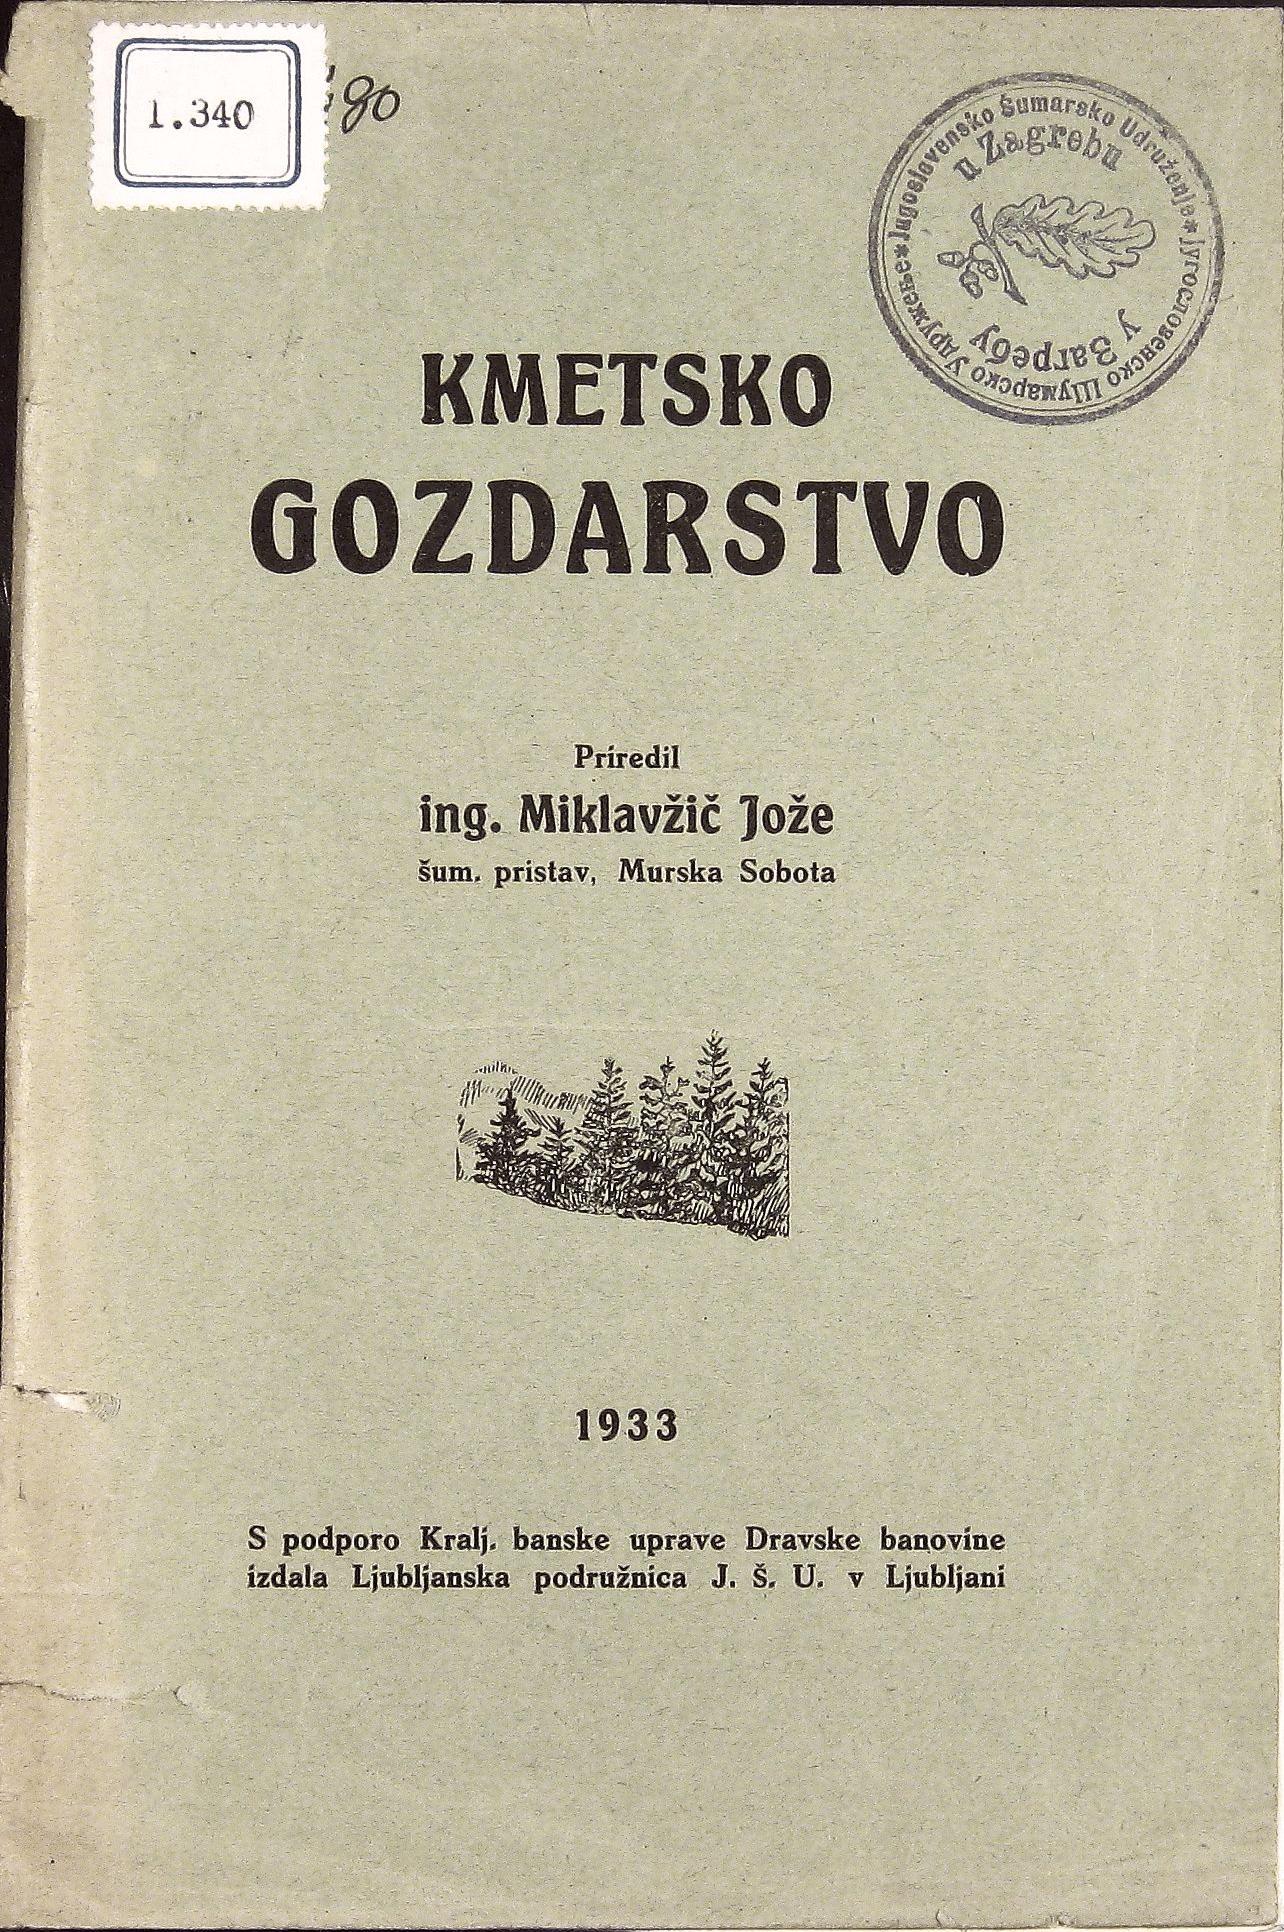 1.340
80
Jugoslavensko Šumarsko Udruženje * Југословенско Шумарско Удружење *
u Zagrebu
у Загребу
KMETSKO
GOZDARSTVO
Priredil
ing. Miklavžič Jože
šum. pristav, Murska Sobota
1933
S podporo Kralj. banske uprave Dravske banovine
izdala Ljubljanska podružnica J. Š. U. v Ljubljani